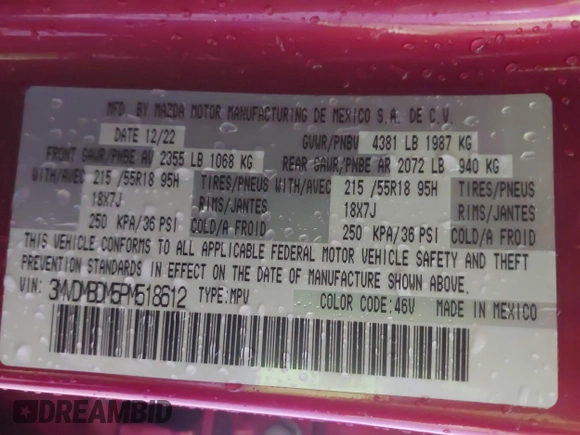 MFD. BY MAZDA MOTOR MANUFACTURING DE MEXICO S.A. DE C.V.
DATE 12/22 GVWR/PNBV 4381 LB 1987 KG
FRONT GAWR/PNBE AV 2355 LB 1068 KG REAR GAWR/PNBE AR 2072 LB 940 KG
WITH/AVEC 215 /55R18 95H TIRES/PNEUS WITH/AVEC 215 /55R18 95H TIRES/PNEUS
18X7J RIMS/JANTES 18X7J RIMS/JANTES
250 KPA/36 PSI COLD/A FROID 250 KPA/36 PSI COLD/A FROID
THIS VEHICLE CONFORMS TO ALL APPLICABLE FEDERAL MOTOR VEHICLE SAFETY AND THEFT
PREVENTION STANDARDS IN EFFECT ON THE DATE OF MANUFACTURE SHOWN ABOVE.
VIN: 3MVDMBDM5PM518612 TYPE: MPV COLOR CODE: 46V MADE IN MEXICO
DREAMBID